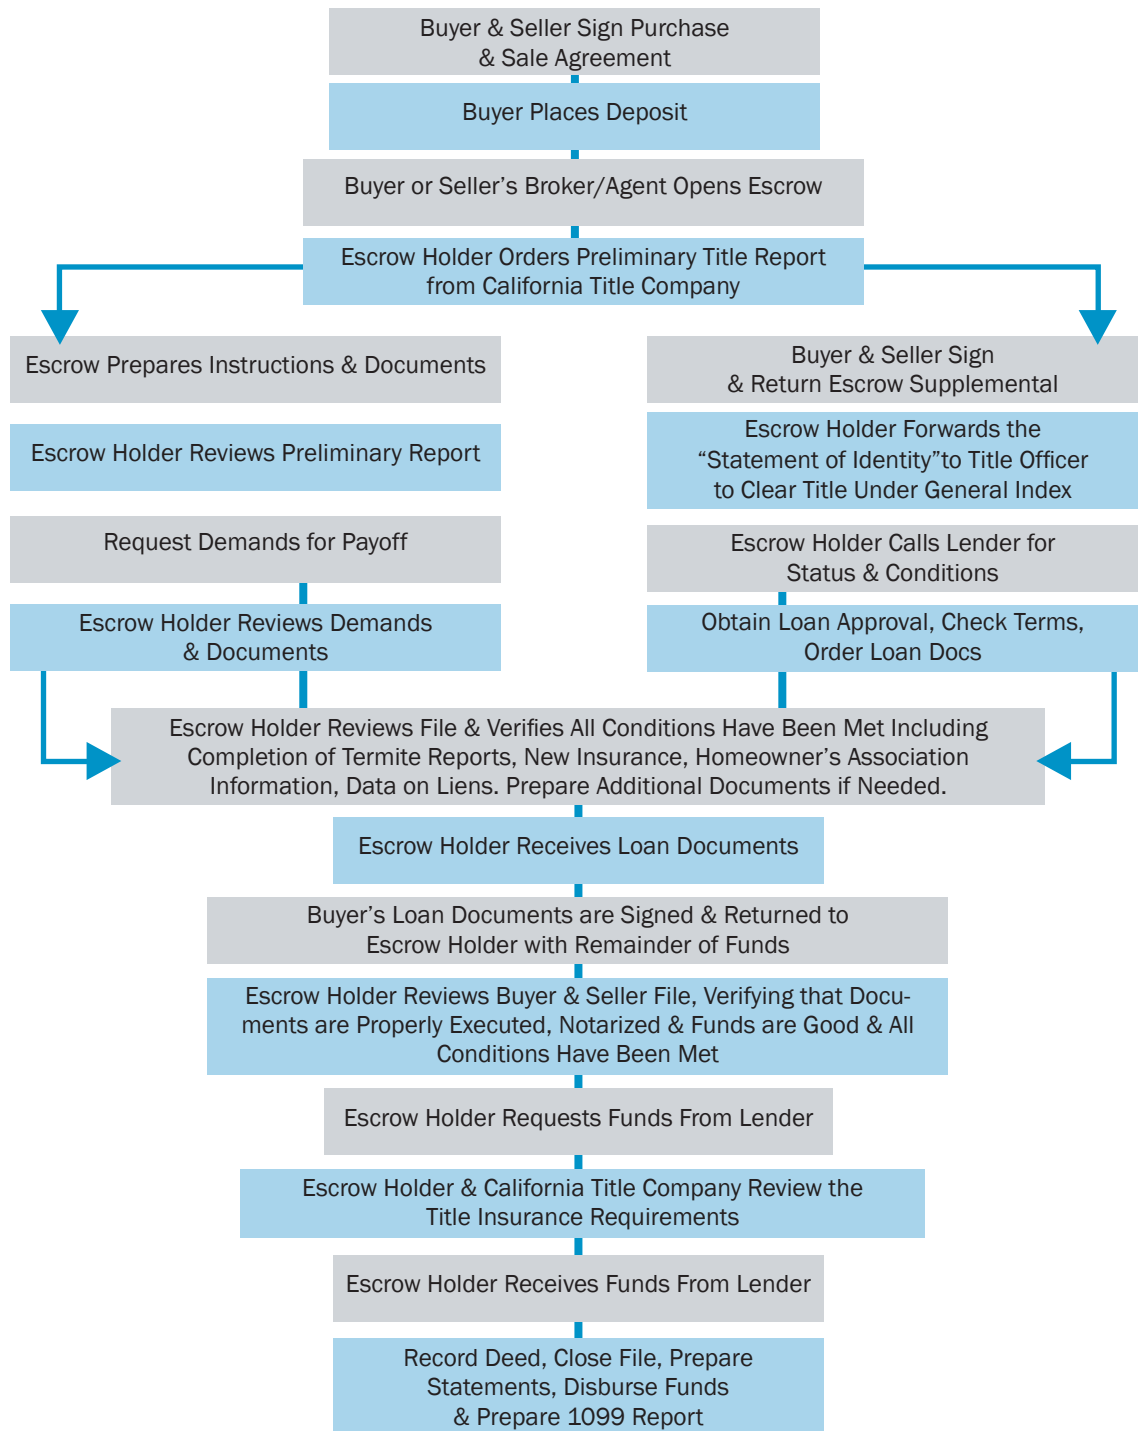 Buyer & Seller Sign Purchase
& Sale Agreement
Buyer Places Deposit
Buyer or Seller’s Broker/Agent Opens Escrow
Escrow Holder Orders Preliminary Title Report
from California Title Company
Escrow Prepares Instructions & Documents
Escrow Holder Reviews Preliminary Report
Request Demands for Payoff
Escrow Holder Reviews Demands
& Documents
Buyer & Seller Sign
& Return Escrow Supplemental
Escrow Holder Forwards the
“Statement of Identity”to Title Officer
to Clear Title Under General Index
Escrow Holder Calls Lender for
Status & Conditions
Obtain Loan Approval, Check Terms,
Order Loan Docs
Escrow Holder Reviews File & Verifies All Conditions Have Been Met Including
Completion of Termite Reports, New Insurance, Homeowner’s Association
Information, Data on Liens. Prepare Additional Documents if Needed.
Escrow Holder Receives Loan Documents
Buyer’s Loan Documents are Signed & Returned to
Escrow Holder with Remainder of Funds
Escrow Holder Reviews Buyer & Seller File, Verifying that Docu-
ments are Properly Executed, Notarized & Funds are Good & All
Conditions Have Been Met
Escrow Holder Requests Funds From Lender
Escrow Holder & California Title Company Review the
Title Insurance Requirements
Escrow Holder Receives Funds From Lender
Record Deed, Close File, Prepare
Statements, Disburse Funds
& Prepare 1099 Report